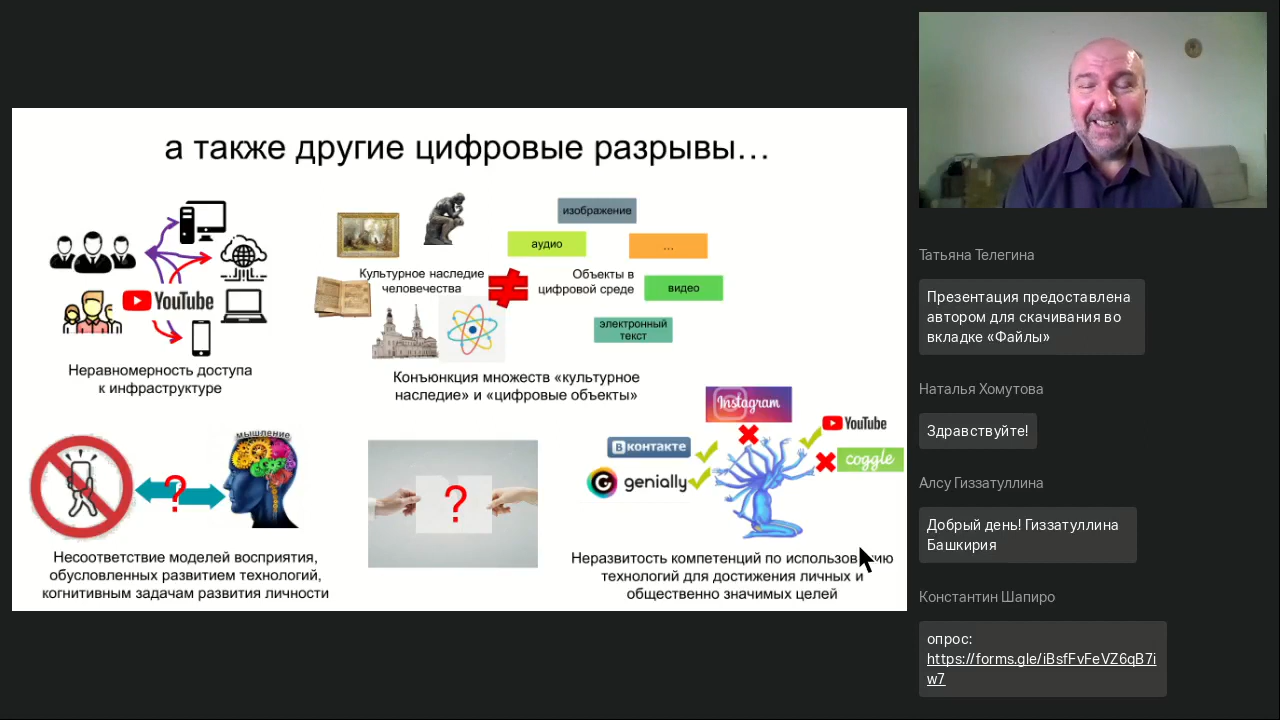 а также другие цифровые разрывы...
YouTube
Неравномерность доступа
к инфраструктуре
изображение
аудио
...
Культурное наследие
человечества
Объекты в
цифровой среде
видео
электронный
текст
Конъюнкция множеств «культурное
наследие» и «цифровые объекты»
мышление
?
Несоответствие моделей восприятия,
обусловленных развитием технологий,
когнитивным задачам развития личности
?
Instagram
YouTube
В контакте
coggle
genially
Неразвитость компетенций по
технологий для достижения личных и
общественно значимых целей
Татьяна Телегина
Презентация предоставлена
автором для скачивания во
вкладке «Файлы»
Наталья Хомутова
Здравствуйте!
Алсу Гиззатуллина
Добрый день! Гиззатуллина
Башкирия
Константин Шапиро
опрос:
https://forms.gle/iBsfFvFeVZ6qB7i
w7